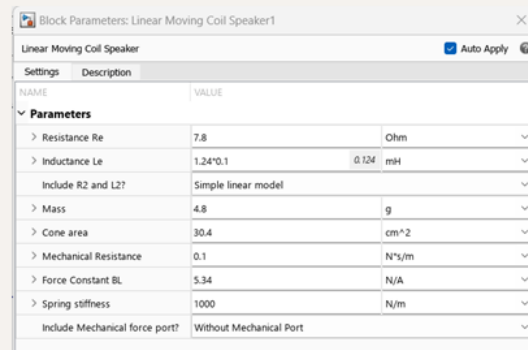 Block Parameters: Linear Moving Coil Speaker1
Linear Moving Coil Speaker Auto Apply
Settings Description
NAME VALUE
Parameters
Resistance Re 7.8 Ohm
Inductance Le 1.24*0.1 0.124 mH
Include R2 and L2? Simple linear model
Mass 4.8 g
Cone area 30.4 cm^2
Mechanical Resistance 0.1 N*s/m
Force Constant BL 5.34 N/A
Spring stiffness 1000 N/m
Include Mechanical force port? Without Mechanical Port